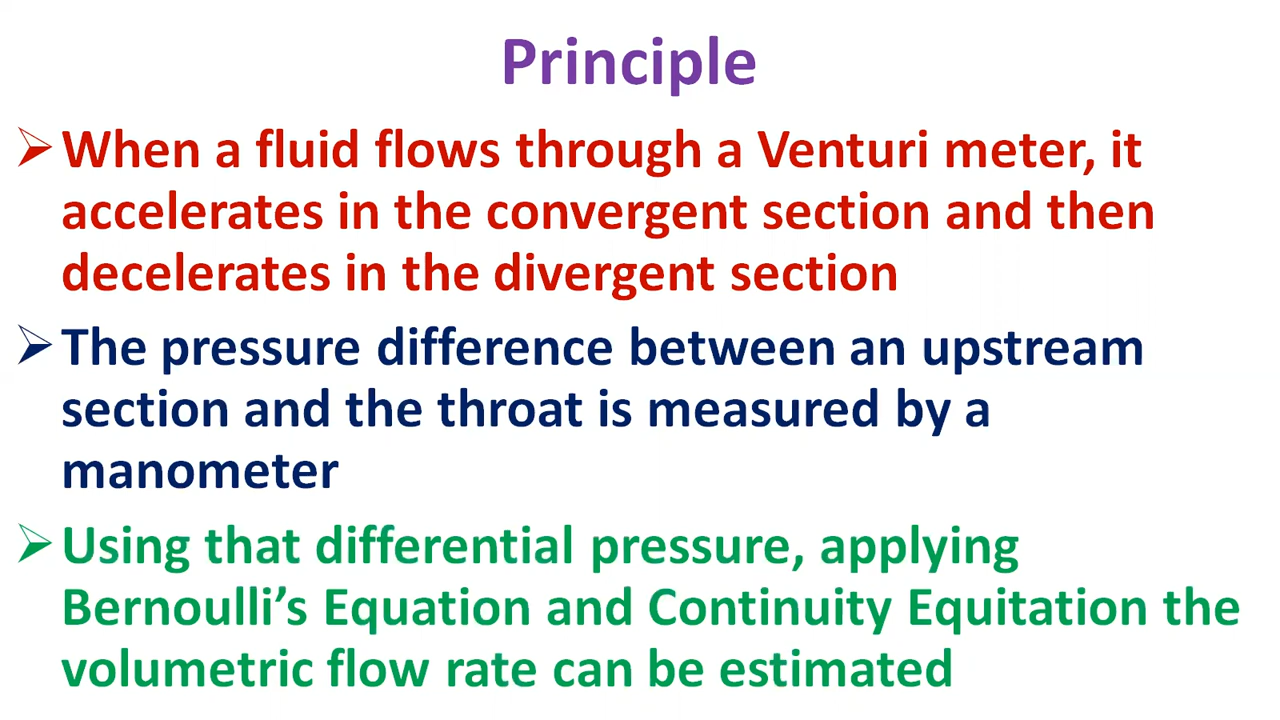 Principle
When a fluid flows through a Venturi meter, it
accelerates in the convergent section and then
decelerates in the divergent section
The pressure difference between an upstream
section and the throat is measured by a
manometer
Using that differential pressure, applying
Bernoulli’s Equation and Continuity Equitation the
volumetric flow rate can be estimated